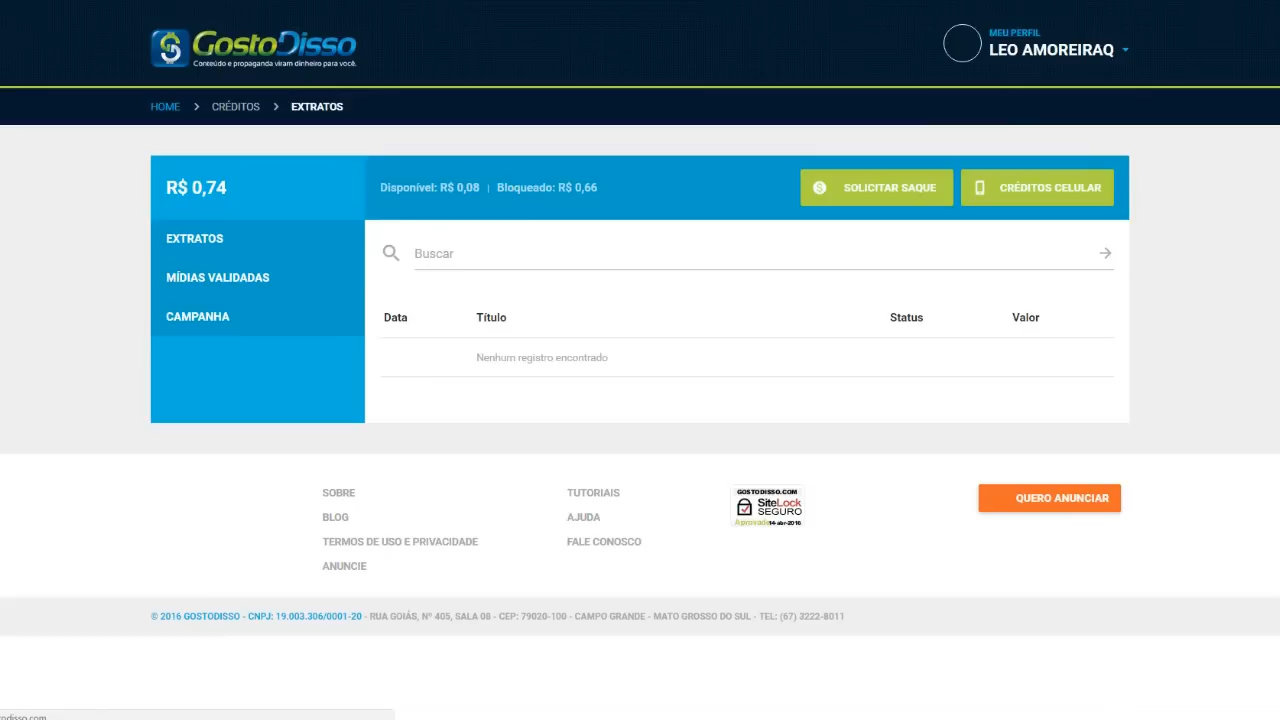 GostoDisso
Conteúdo e propaganda viram dinheiro para você.
MEU PERFIL
LEO AMOREIRAQ
HOME > CRÉDITOS > EXTRATOS
R$ 0,74
Disponível: R$ 0,08 | Bloqueado: R$ 0,66
SOLICITAR SAQUE
CRÉDITOS CELULAR
EXTRATOS
MÍDIAS VALIDADAS
CAMPANHA
Buscar
Data Título Status Valor
Nenhum registro encontrado
SOBRE
BLOG
TERMOS DE USO E PRIVACIDADE
ANUNCIE
TUTORIAIS
AJUDA
FALE CONOSCO
GOSTODISSO.COM
SiteLock
SEGURO
Aprovado 14-abr-2016
QUERO ANUNCIAR
© 2016 GOSTODISSO - CNPJ: 19.003.306/0001-20 - RUA GOIÁS, Nº 405, SALA 08 - CEP: 79020-100 - CAMPO GRANDE - MATO GROSSO DO SUL - TEL: (67) 3222-8011